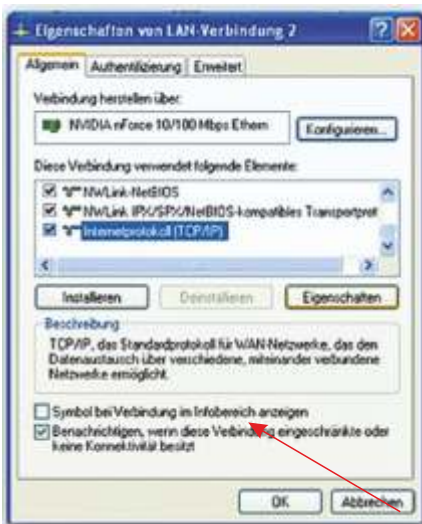 Eigenschaften von LAN-Verbindung 2
Allgemein Authentifizierung Erweitert
Verbindung herstellen über:
NVIDIA nForce 10/100 Mbps Ethern
Konfigurieren...
Diese Verbindung verwendet folgende Elemente:
NWLink-NetBIOS
NWLink IPX/SPX/NetBIOS-kompatibles Transportprot
Internetprotokoll (TCP/IP)
Installieren Deinstallieren Eigenschaften
Beschreibung
TCP/IP, das Standardprotokoll für WAN-Netzwerke, das den
Datenaustausch über verschiedene, miteinander verbundene
Netzwerke ermöglicht.
Symbol bei Verbindung im Infobereich anzeigen
Benachrichtigen, wenn diese Verbindung eingeschränkte oder
keine Konnektivität besitzt
OK Abbrechen